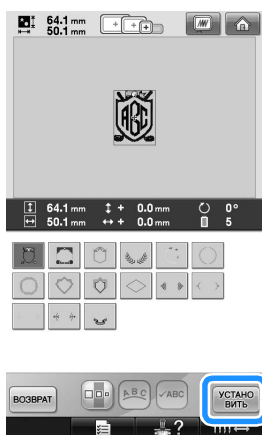 64.1 mm
50.1 mm
ABC
64.1 mm + 0.0 mm 0°
50.1 mm + 0.0 mm 5
ВОЗВРАТ
ABC
ABC
УСТАНО
ВИТЬ
?